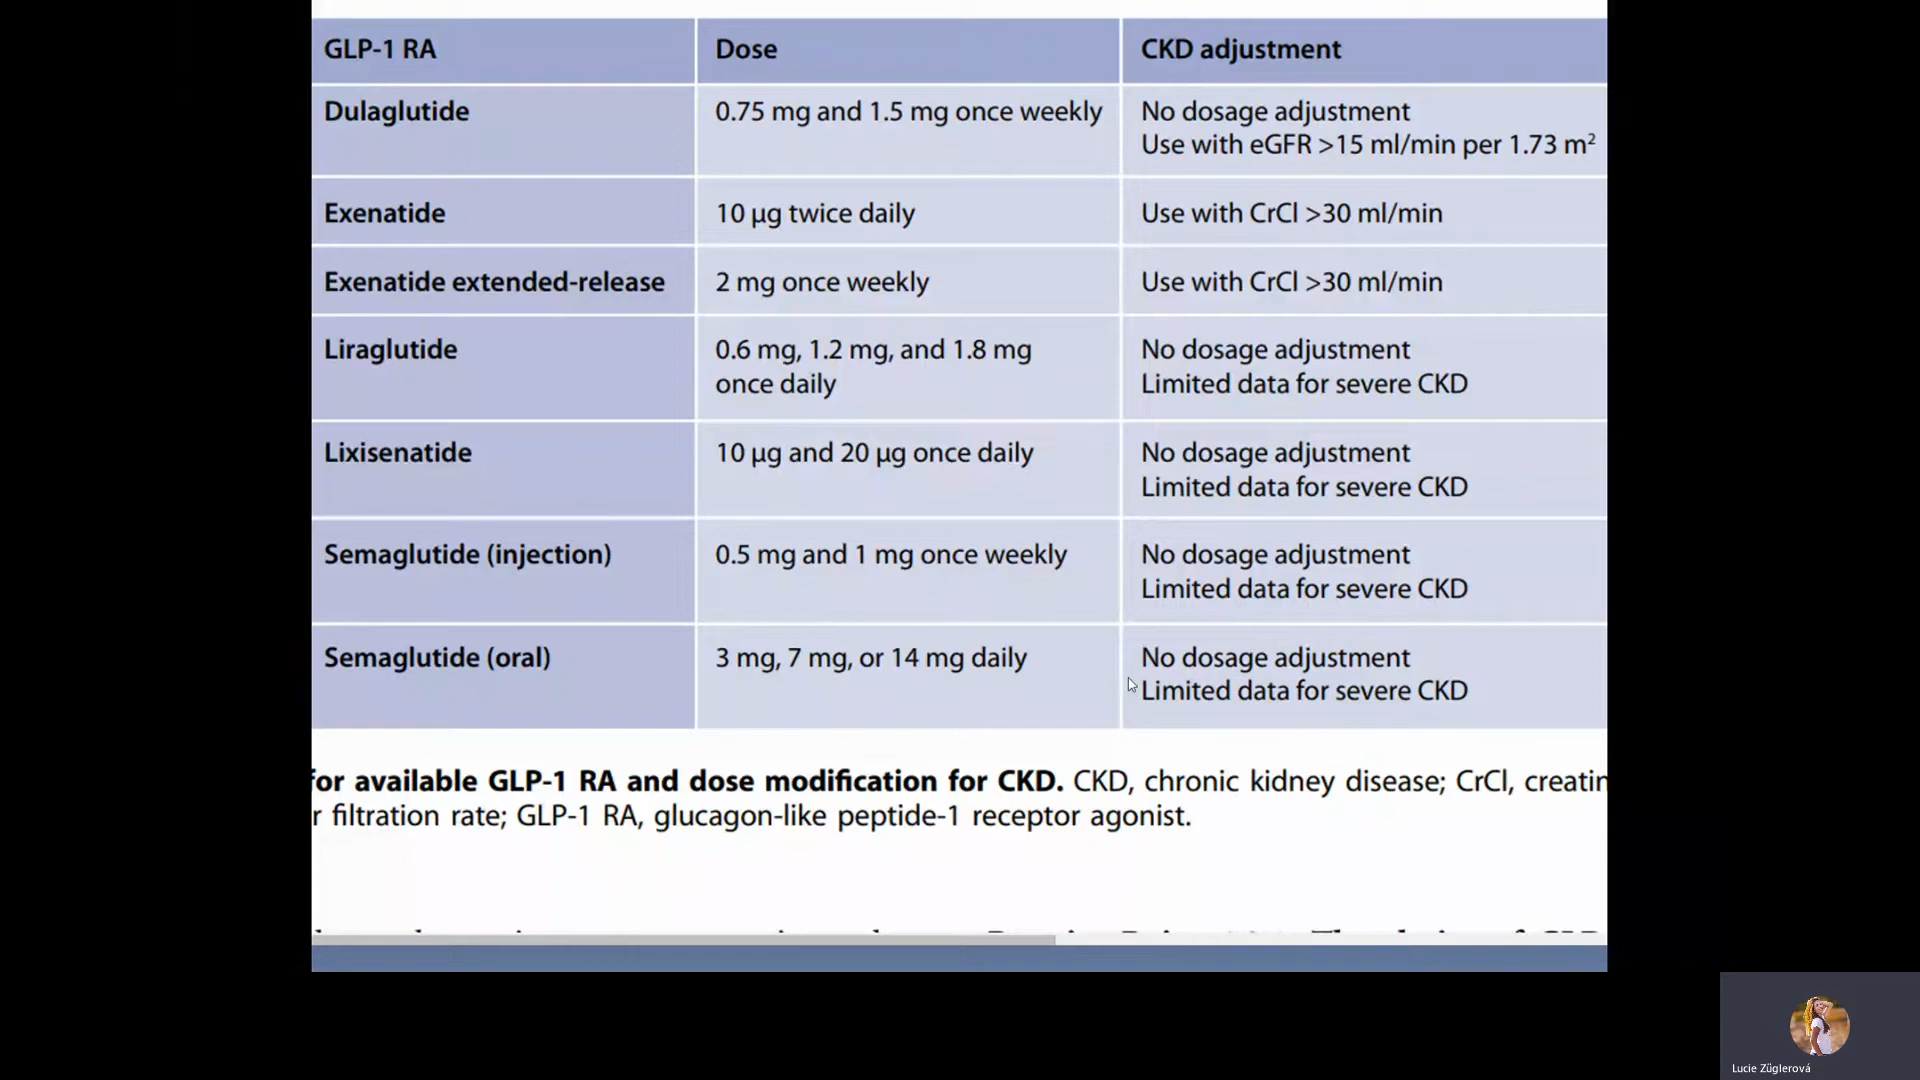 GLP-1 RA Dose CKD adjustment
Dulaglutide 0.75 mg and 1.5 mg once weekly No dosage adjustment
Use with eGFR >15 ml/min per 1.73 m²
Exenatide 10 μg twice daily Use with CrCl >30 ml/min
Exenatide extended-release 2 mg once weekly Use with CrCl >30 ml/min
Liraglutide 0.6 mg, 1.2 mg, and 1.8 mg No dosage adjustment
once daily Limited data for severe CKD
Lixisenatide 10 μg and 20 μg once daily No dosage adjustment
Limited data for severe CKD
Semaglutide (injection) 0.5 mg and 1 mg once weekly No dosage adjustment
Limited data for severe CKD
Semaglutide (oral) 3 mg, 7 mg, or 14 mg daily No dosage adjustment
Limited data for severe CKD
for available GLP-1 RA and dose modification for CKD. CKD, chronic kidney disease; CrCl, creatin
r filtration rate; GLP-1 RA, glucagon-like peptide-1 receptor agonist.
Lucie Züglerová